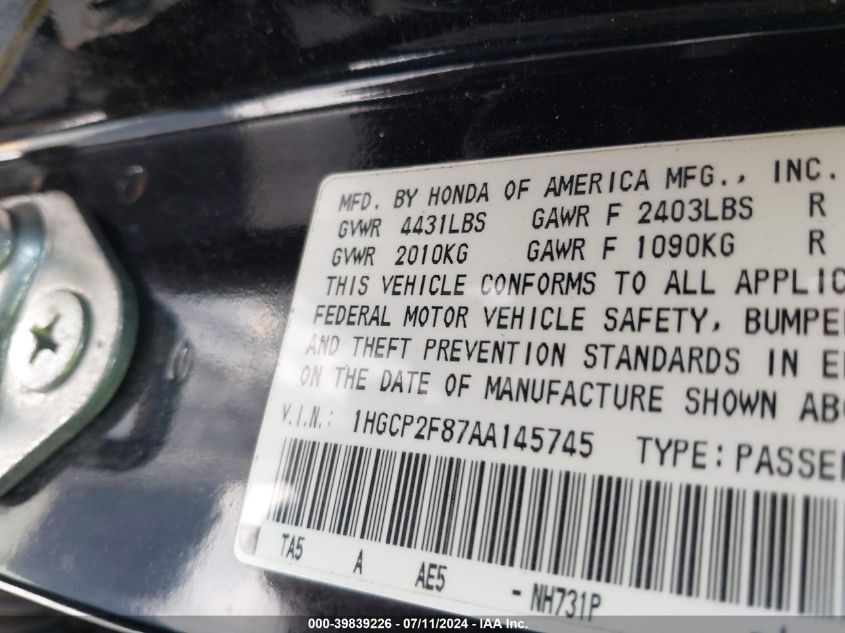 MFD. BY HONDA OF AMERICA MFG., INC.
GVWR 4431LBS GAWR F 2403LBS R
GVWR 2010KG GAWR F 1090KG R
THIS VEHICLE CONFORMS TO ALL APPLIC
FEDERAL MOTOR VEHICLE SAFETY, BUMPE
AND THEFT PREVENTION STANDARDS IN E
ON THE DATE OF MANUFACTURE SHOWN ABO
V.I.N.: 1HGCP2F87AA145745 TYPE: PASSEN
TA5 A AE5 - NH731P
000-39839226 - 07/11/2024 - IAA, Inc.